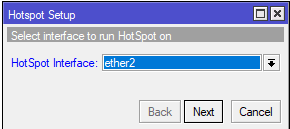 Hotspot Setup
Select interface to run HotSpot on
HotSpot Interface: ether2
Back Next Cancel